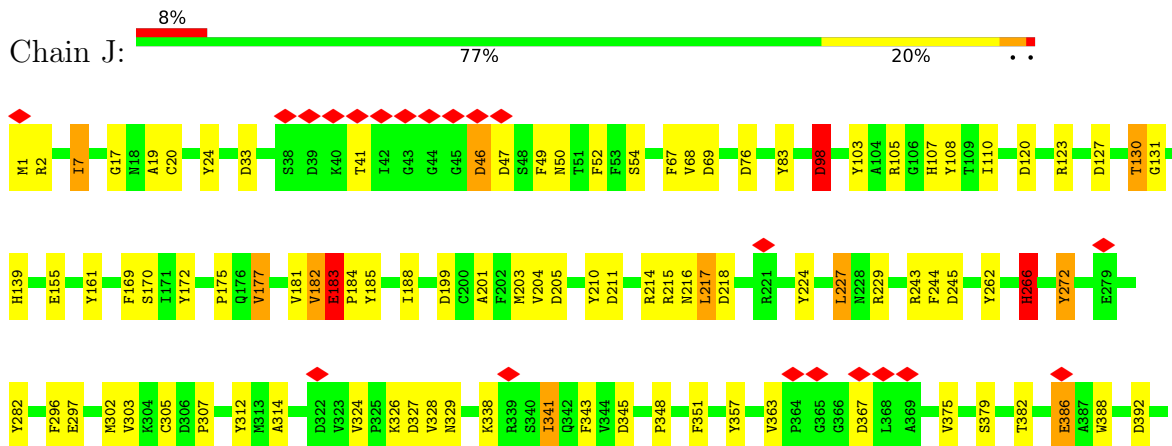 8%
Chain J:
77%
20%
. .
M1 R2 I7 G17 N18 A19 C20 Y24 D33 S38 D39 K40 T41 I42 G43 G44 G45 D46 D47 S48 F49 N50 T51 F52 F53 S54 F67 V68 D69 D76 Y83 D98 Y103 A104 R105 G106 H107 Y108 T109 I110 D120 R123 D127 T130 G131
H139 E155 Y161 F169 S170 I171 Y172 P175 Q176 V177 V181 V182 E183 P184 Y185 I188 D199 C200 A201 F202 M203 V204 D205 Y210 D211 R214 R215 N216 L217 D218 R221 Y224 L227 N228 R229 R243 F244 D245 Y262 H266 Y272 E279
Y282 F296 E297 M302 V303 K304 C305 D306 P307 Y312 M313 A314 D322 V323 V324 P325 K326 D327 V328 N329 K338 R339 S340 I341 Q342 F343 V344 D345 P348 F351 Y357 V363 P364 G365 G366 D367 L368 A369 V375 S379 T382 E386 A387 W388 D392